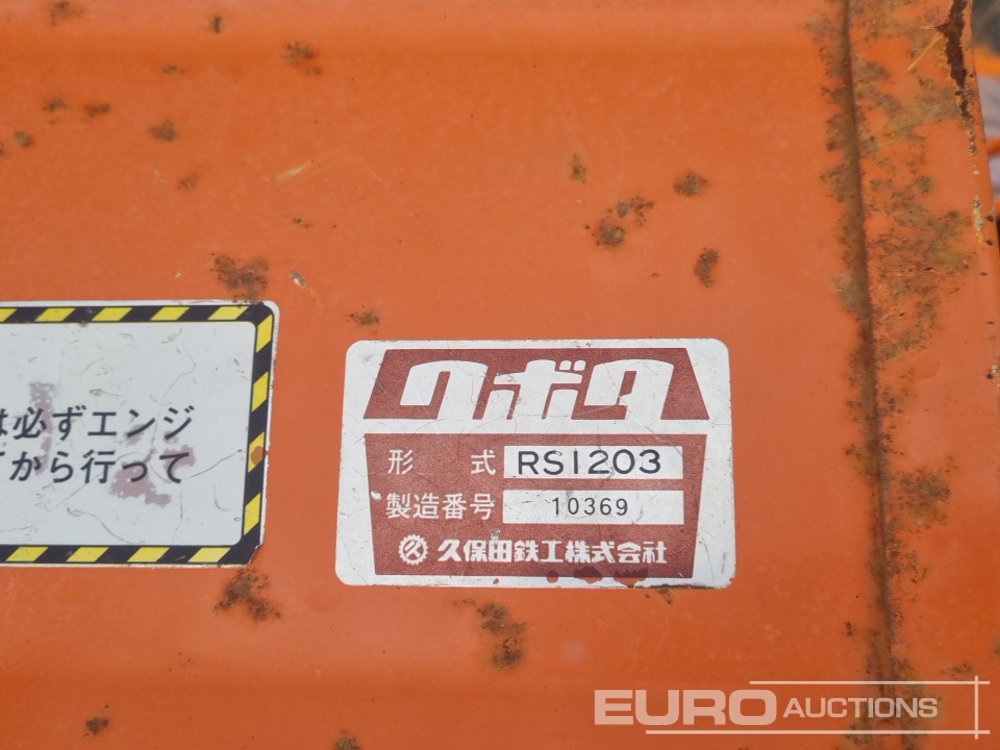 は必ずエンジ
から行って
クボタ
形 式 RS1203
製造番号 10369
久保田鉄工株式会社
EURO AUCTIONS